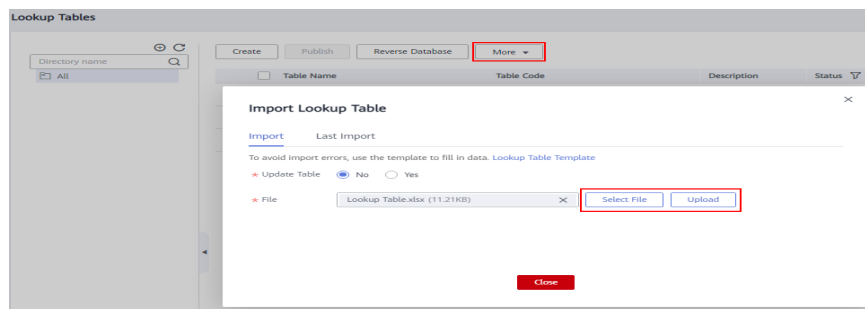 Lookup Tables
Directory name
All
Create Publish Reverse Database More
Table Name Table Code Description Status
Import Lookup Table
Import Last Import
To avoid import errors, use the template to fill in data. Lookup Table Template
* Update Table No Yes
* File Lookup Table.xlsx (11.21KB) Select File Upload
Close